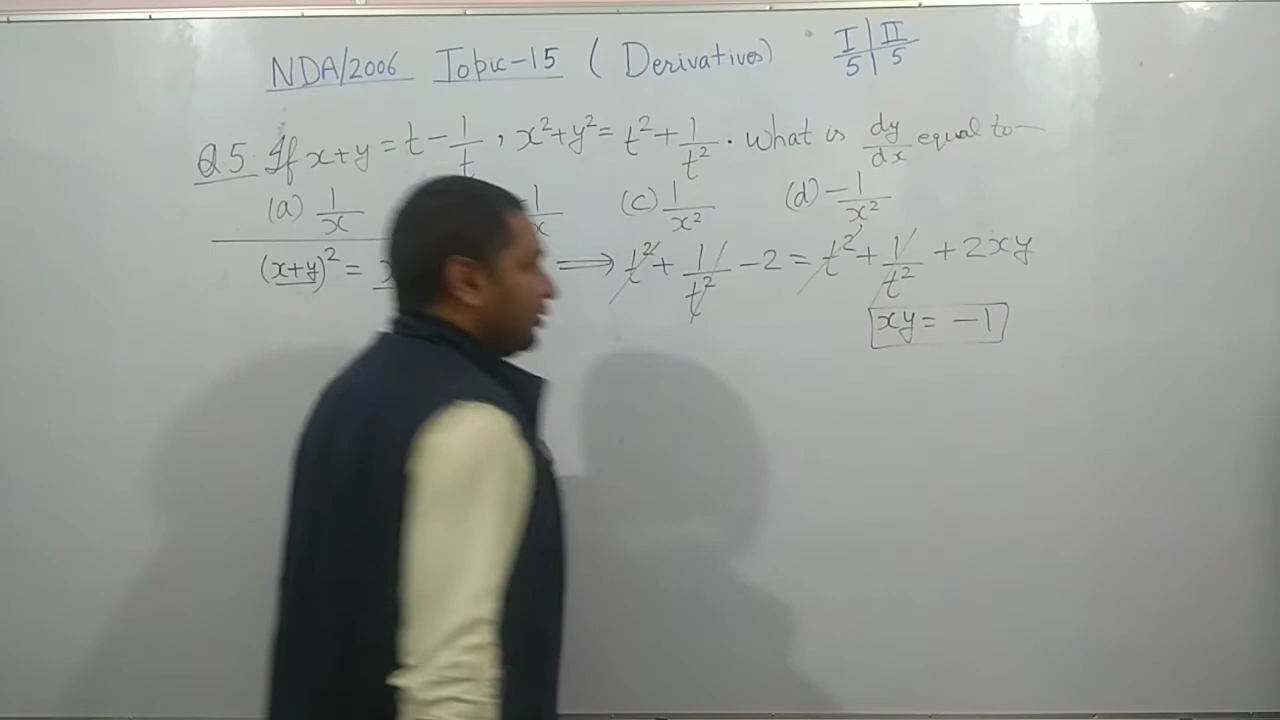 NDA/2006 Topic-15 (Derivatives) I | II
5 | 5
Q5. If x+y = t - 1/t , x²+y² = t² + 1/t² . What is dy/dx equal to—
(a) 1/x 1/x (c) 1/x² (d) -1/x²
(x+y)² = ⟹ t² + 1/t² - 2 = t² + 1/t² + 2xy
xy = -1